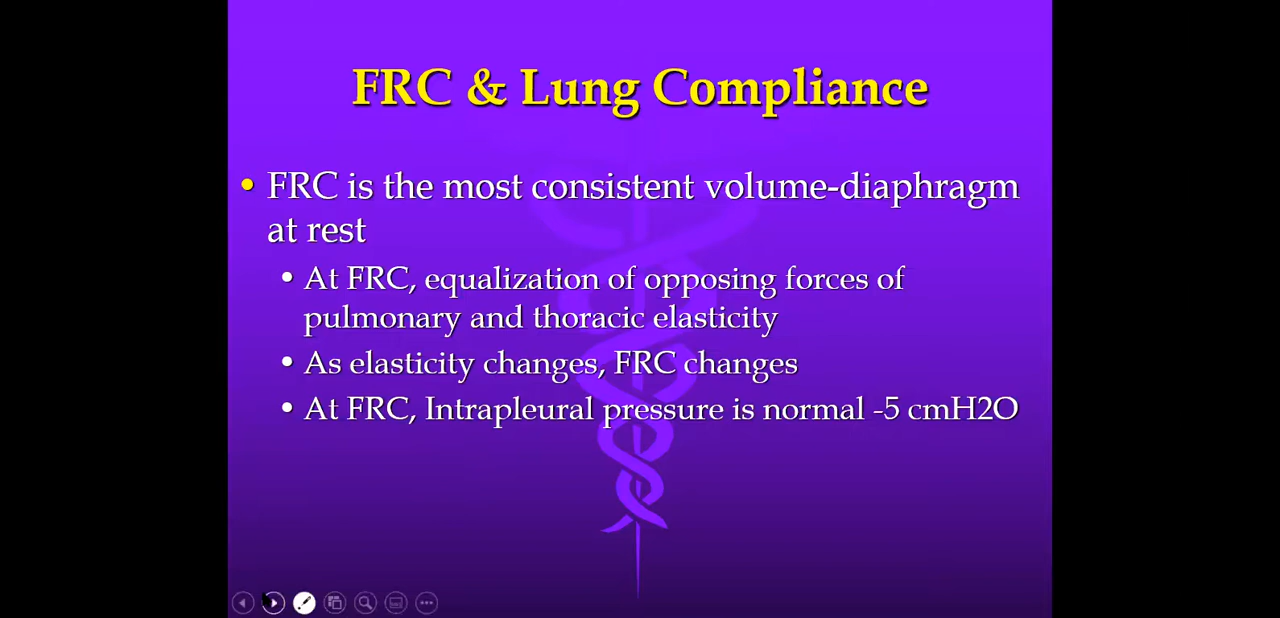 FRC & Lung Compliance
• FRC is the most consistent volume-diaphragm
at rest
• At FRC, equalization of opposing forces of
pulmonary and thoracic elasticity
• As elasticity changes, FRC changes
• At FRC, Intrapleural pressure is normal -5 cmH2O